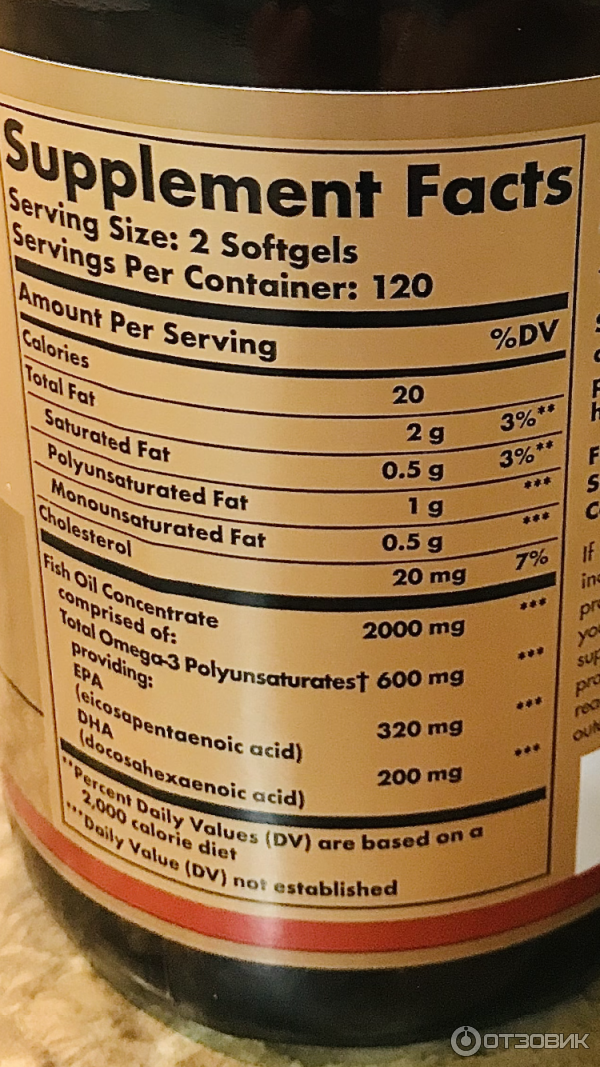 Supplement Facts
Serving Size: 2 Softgels
Servings Per Container: 120
Amount Per Serving %DV
Calories 20
Total Fat 2 g 3%**
Saturated Fat 0.5 g 3%**
Polyunsaturated Fat 1 g ***
Monounsaturated Fat 0.5 g ***
Cholesterol 20 mg 7%
Fish Oil Concentrate 2000 mg ***
comprised of:
Total Omega-3 Polyunsaturates† 600 mg ***
providing:
EPA 320 mg ***
(eicosapentaenoic acid)
DHA 200 mg ***
(docosahexaenoic acid)
**Percent Daily Values (DV) are based on a
2,000 calorie diet
***Daily Value (DV) not established
If
ОТЗОВИК